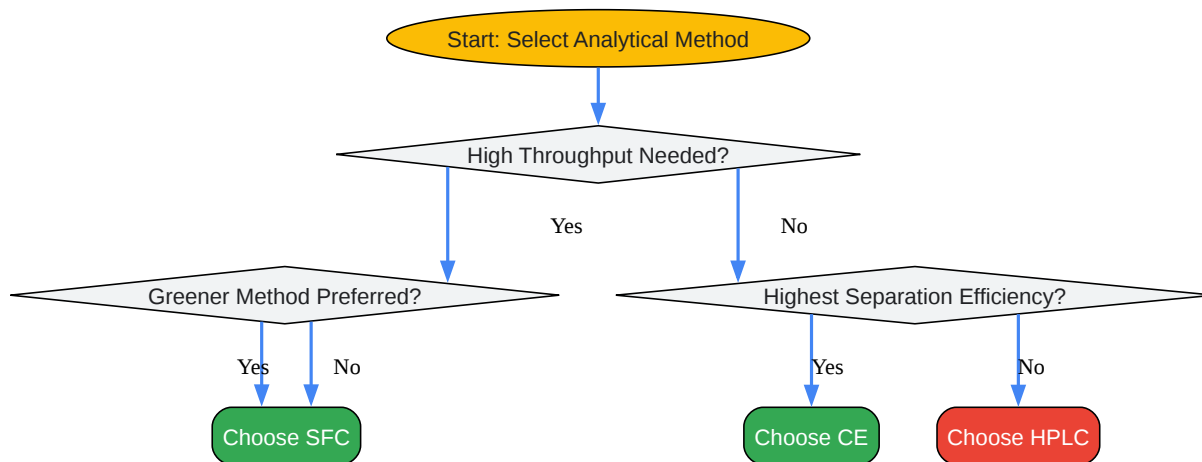 Start: Select Analytical Method
High Throughput Needed?
Yes
No
Greener Method Preferred?
Highest Separation Efficiency?
Yes
No
Yes
No
Choose SFC
Choose CE
Choose HPLC